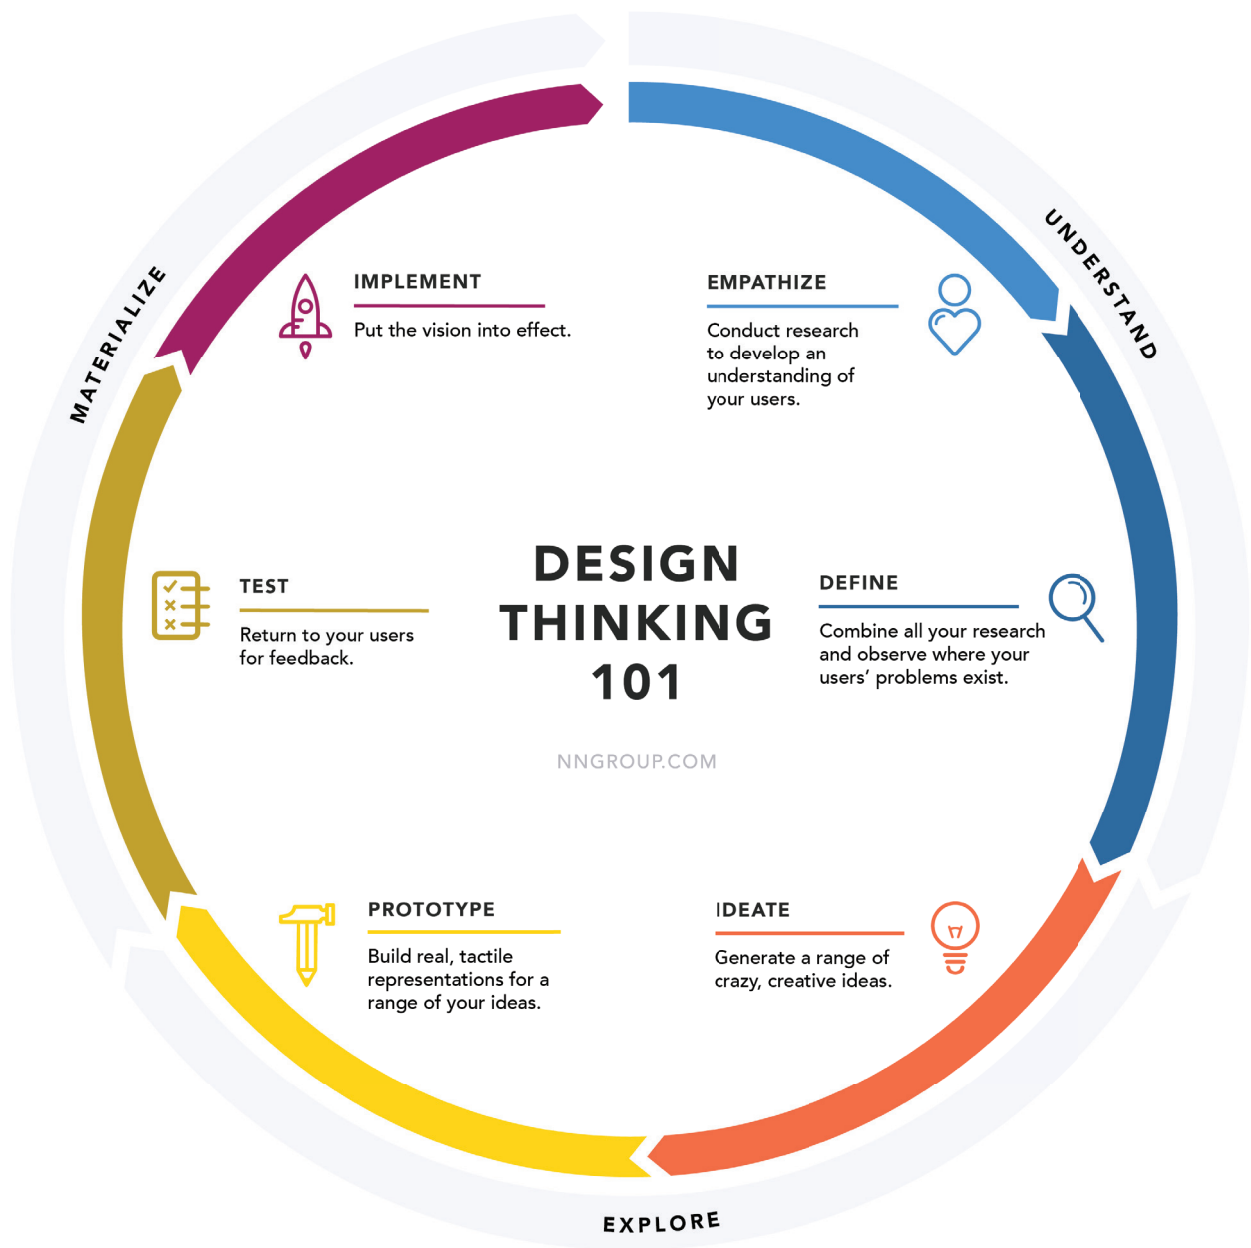 DESIGN
THINKING
101
NNGROUP.COM
UNDERSTAND
EMPATHIZE
Conduct research
to develop an
understanding of
your users.
DEFINE
Combine all your research
and observe where your
users’ problems exist.
EXPLORE
IDEATE
Generate a range of
crazy, creative ideas.
PROTOTYPE
Build real, tactile
representations for a
range of your ideas.
MATERIALIZE
TEST
Return to your users
for feedback.
IMPLEMENT
Put the vision into effect.